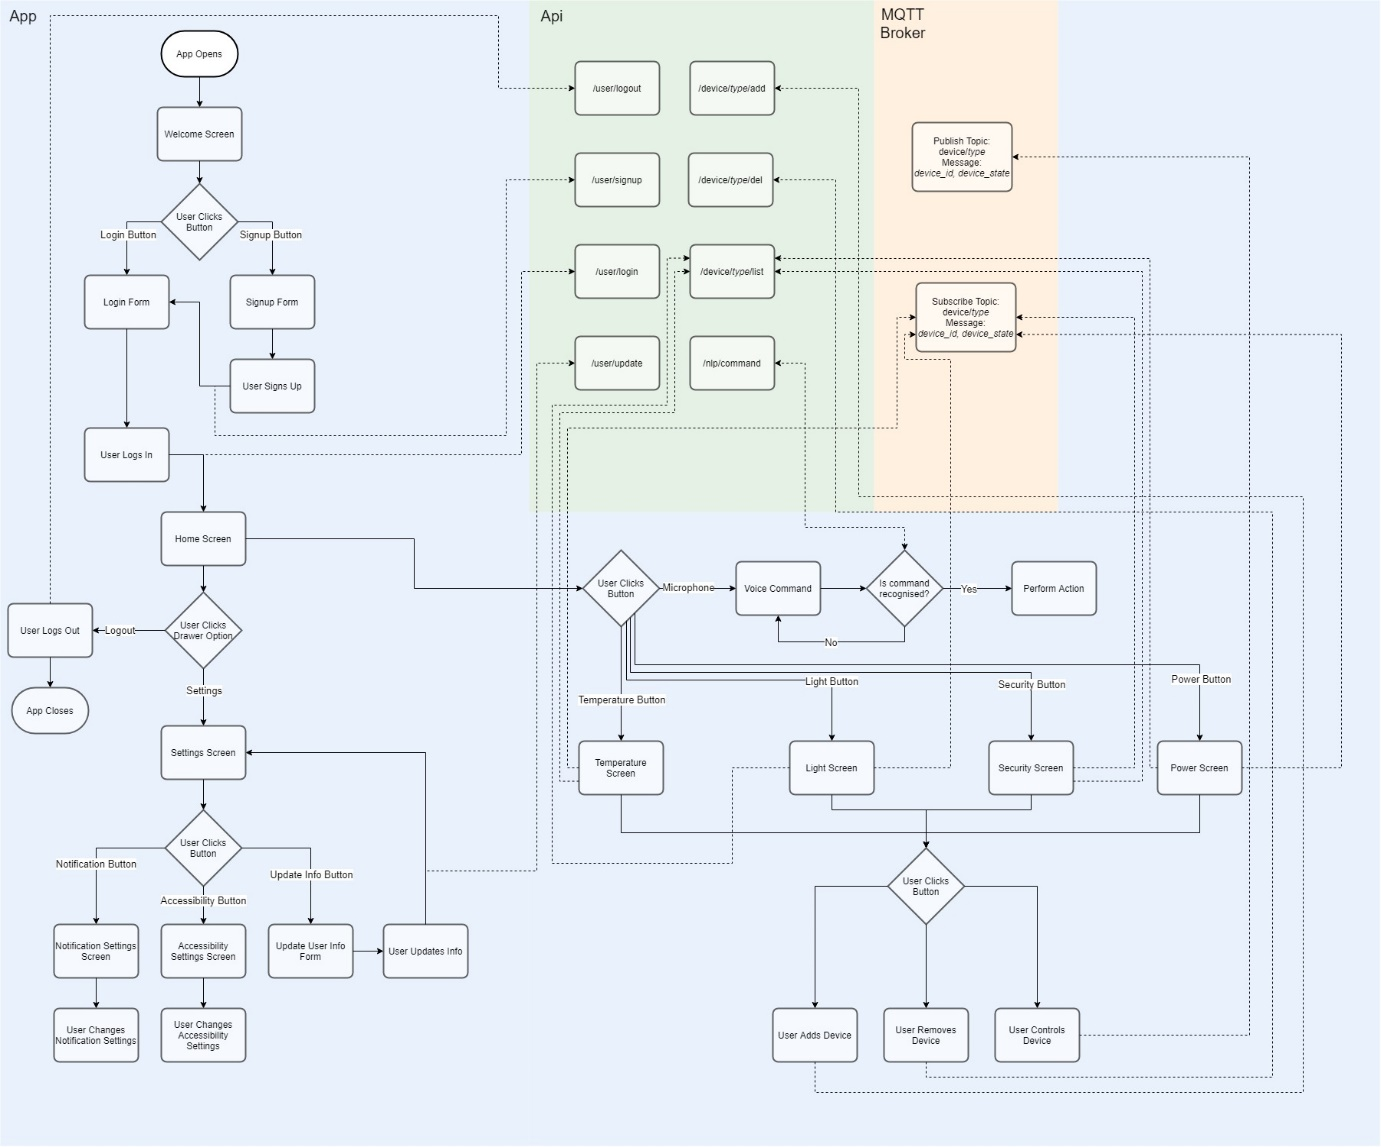 App
Api
MQTT
Broker
App Opens
/user/logout
/device/type/add
Welcome Screen
Publish Topic:
device/type
Message:
device_id, device_state
/user/signup
/device/type/del
User Clicks
Button
Login Button
Signup Button
/user/login
/device/type/list
Login Form
Signup Form
Subscribe Topic:
device/type
Message:
device_id, device_state
/user/update
/nlp/command
User Signs Up
User Logs In
Home Screen
User Clicks
Button
Microphone
Voice Command
Is command
recognised?
Yes
Perform Action
No
User Logs Out
Logout
User Clicks
Drawer Option
Settings
App Closes
Temperature Button
Light Button
Security Button
Power Button
Settings Screen
Temperature
Screen
Light Screen
Security Screen
Power Screen
User Clicks
Button
Notification Button
Accessibility Button
Update Info Button
User Clicks
Button
Notification Settings
Screen
Accessibility
Settings Screen
Update User Info
Form
User Updates Info
User Changes
Notification Settings
User Changes
Accessibility
Settings
User Adds Device
User Removes
Device
User Controls
Device